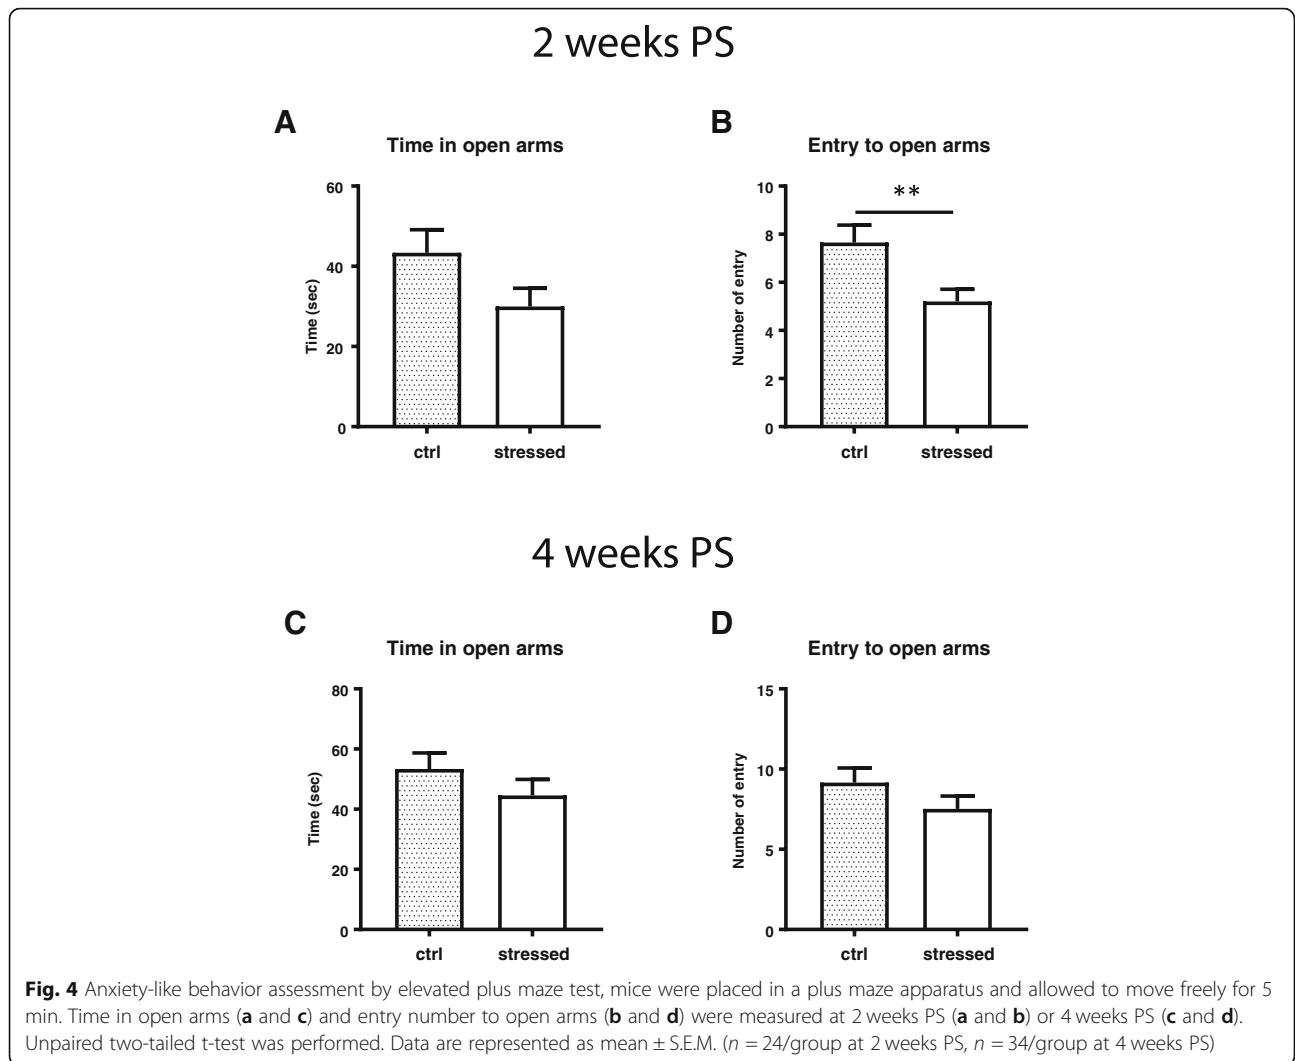 2 weeks PS
A
Time in open arms
60
40
20
0
Time (sec)
ctrl stressed
B
Entry to open arms
**
10
8
6
4
2
0
Number of entry
ctrl stressed
4 weeks PS
C
Time in open arms
80
60
40
20
0
Time (sec)
ctrl stressed
D
Entry to open arms
15
10
5
0
Number of entry
ctrl stressed
Fig. 4 Anxiety-like behavior assessment by elevated plus maze test, mice were placed in a plus maze apparatus and allowed to move freely for 5
min. Time in open arms (a and c) and entry number to open arms (b and d) were measured at 2 weeks PS (a and b) or 4 weeks PS (c and d).
Unpaired two-tailed t-test was performed. Data are represented as mean ± S.E.M. (n = 24/group at 2 weeks PS, n = 34/group at 4 weeks PS)